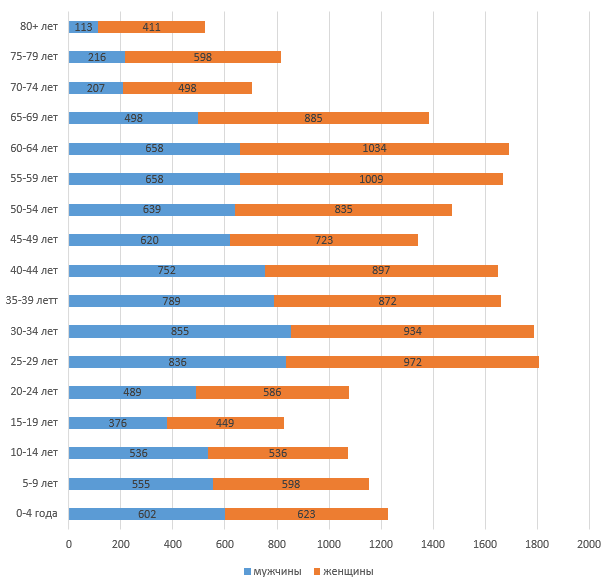 80+ лет 113 411
75-79 лет 216 598
70-74 лет 207 498
65-69 лет 498 885
60-64 лет 658 1034
55-59 лет 658 1009
50-54 лет 639 835
45-49 лет 620 723
40-44 лет 752 897
35-39 летт 789 872
30-34 лет 855 934
25-29 лет 836 972
20-24 лет 489 586
15-19 лет 376 449
10-14 лет 536 536
5-9 лет 555 598
0-4 года 602 623
0 200 400 600 800 1000 1200 1400 1600 1800 2000
мужчины женщины